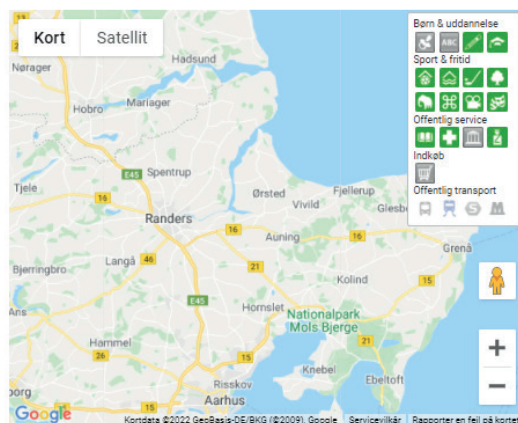 Kort Satellit
Børn & uddannelse
ABC
Sport & fritid
Offentlig service
Indkøb
Offentlig transport
S
Nørager
Hadsund
Hobro
Mariager
E45
Tjele
16
Spentrup
Ørsted
Vivild
Fjellerup
Randers
16
Auning
16
Grenå
Bjerringbro
Langå
46
21
Kolind
15
E45
Hornslet
Nationalpark
Mols Bjerge
Hammel
26
15
21
Knebel
Ebeltoft
Risskov
15
Aarhus
Google
Kortdata ©2022 GeoBasis-DE/BKG (©2009), Google Servicevilkår Rapporter en fejl på kortet